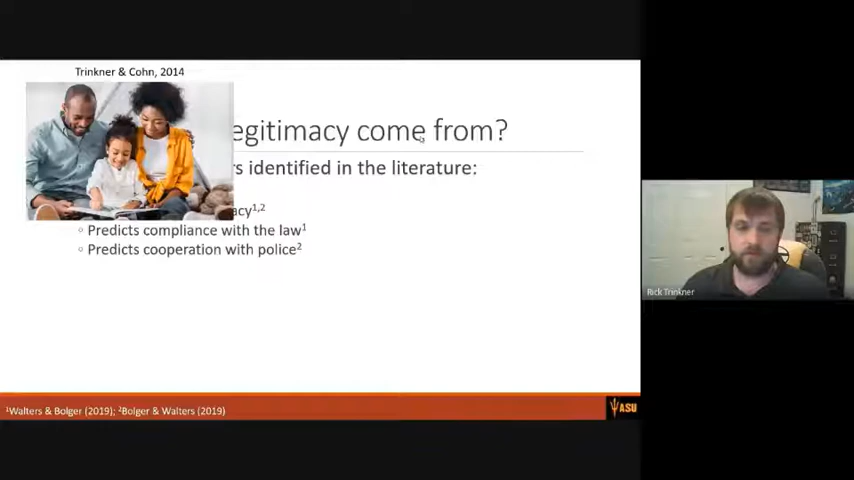 Trinkner & Cohn, 2014
egitimacy come from?
rs identified in the literature:
acy1,2
◦ Predicts compliance with the law1
◦ Predicts cooperation with police2
Rick Trinkner
1Walters & Bolger (2019); 2Bolger & Walters (2019)
ASU